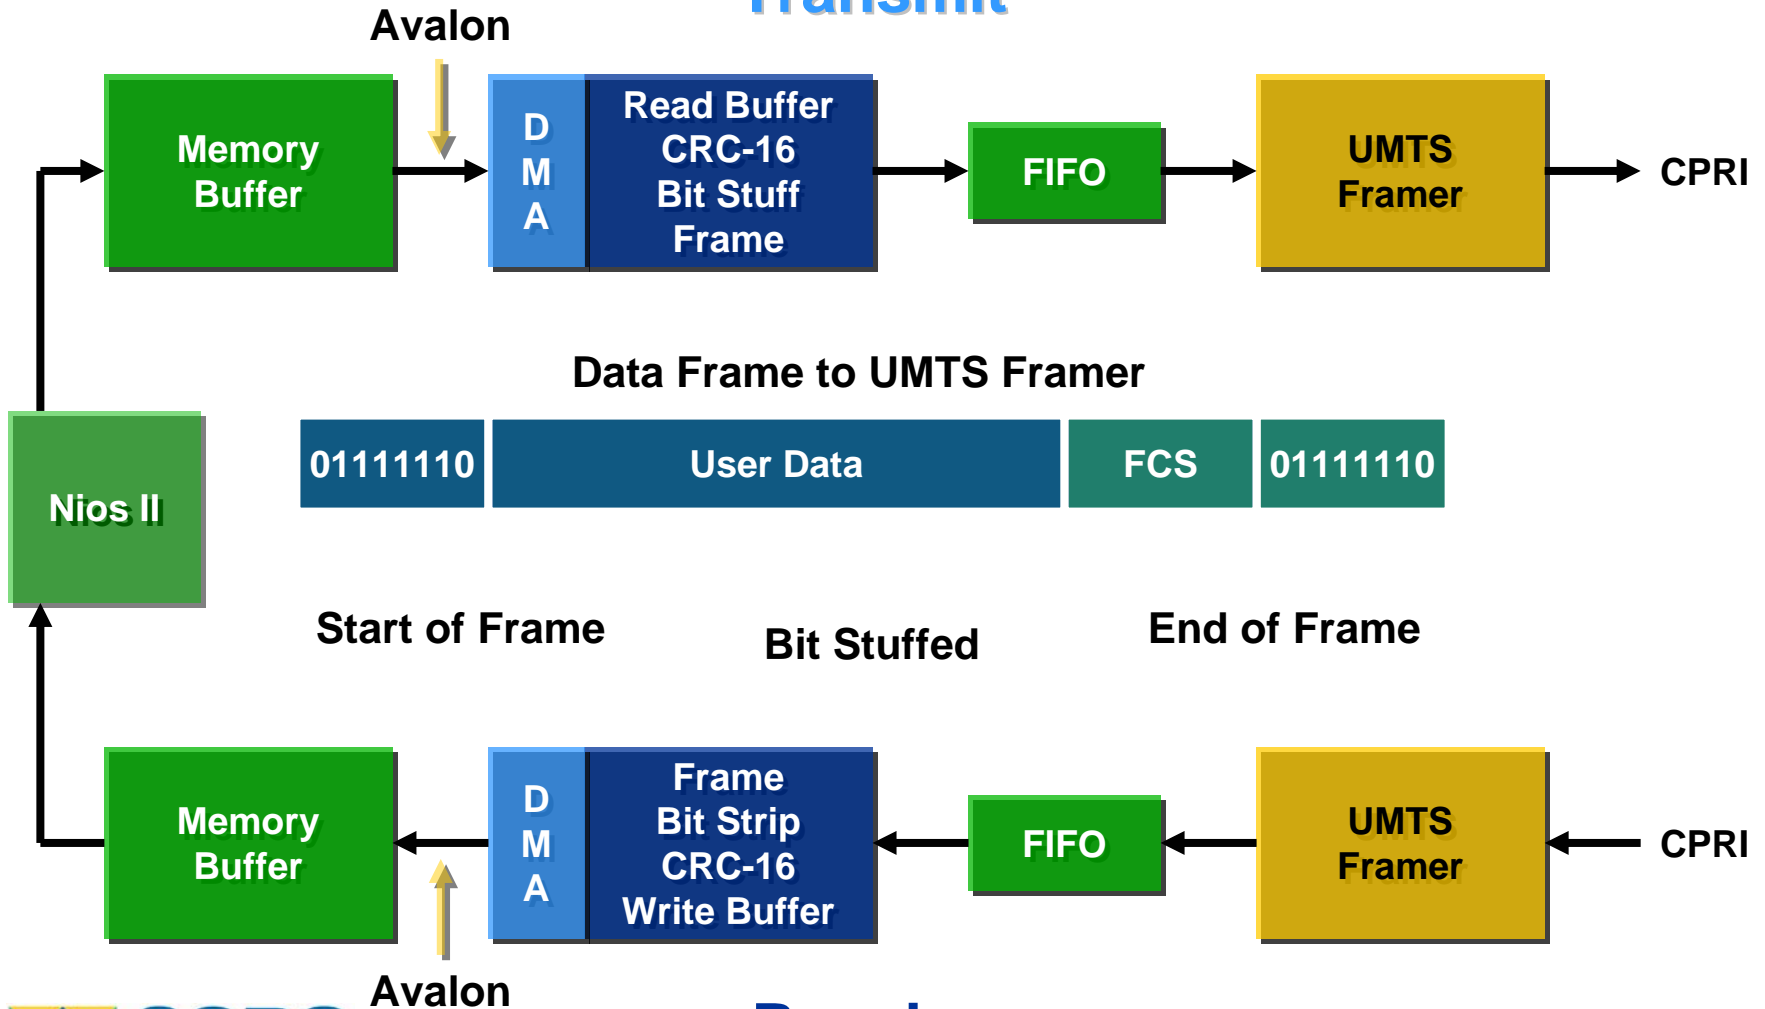 Transmit
Avalon
Memory
Buffer
D
M
A
Read Buffer
CRC-16
Bit Stuff
Frame
FIFO
UMTS
Framer
CPRI
Data Frame to UMTS Framer
Nios II
01111110
User Data
FCS
01111110
Start of Frame
Bit Stuffed
End of Frame
Memory
Buffer
D
M
A
Frame
Bit Strip
CRC-16
Write Buffer
FIFO
UMTS
Framer
CPRI
Avalon